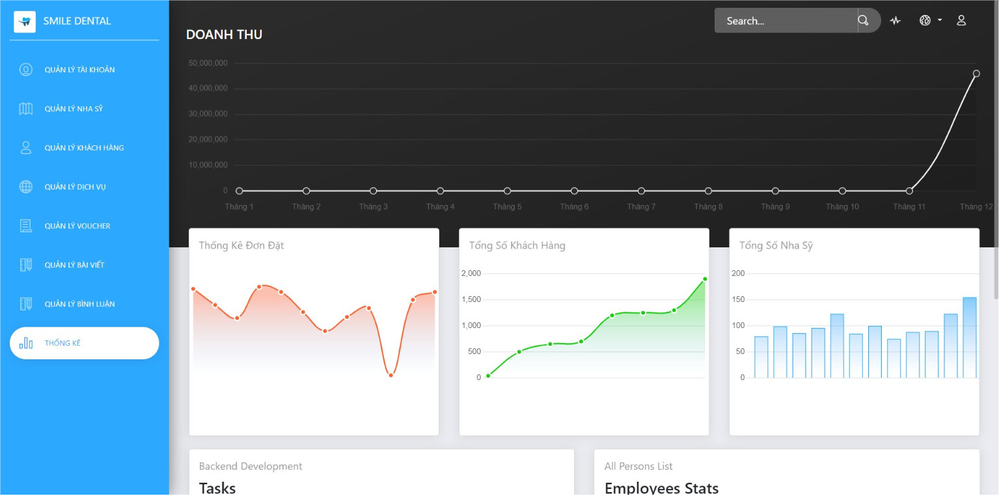 SMILE DENTAL
QUẢN LÝ TÀI KHOẢN
QUẢN LÝ NHA SỸ
QUẢN LÝ KHÁCH HÀNG
QUẢN LÝ DỊCH VỤ
QUẢN LÝ VOUCHER
QUẢN LÝ BÀI VIẾT
QUẢN LÝ BÌNH LUẬN
THỐNG KÊ
Search...
DOANH THU
50,000,000
40,000,000
30,000,000
20,000,000
10,000,000
0
Tháng 1 Tháng 2 Tháng 3 Tháng 4 Tháng 5 Tháng 6 Tháng 7 Tháng 8 Tháng 9 Tháng 10 Tháng 11 Tháng 12
Thống Kê Đơn Đặt
Tổng Số Khách Hàng
2,000
1,500
1,000
500
0
Tổng Số Nha Sỹ
200
150
100
50
0
Backend Development
Tasks
All Persons List
Employees Stats